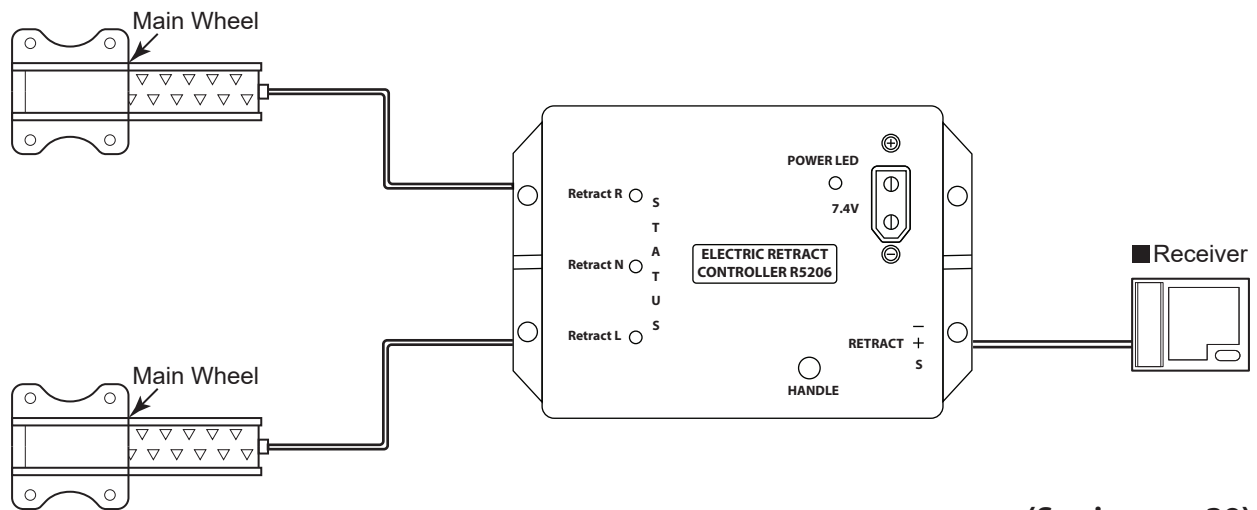 Main Wheel
POWER LED
7.4V
Retract R
Retract N
Retract L
S
T
A
T
U
S
ELECTRIC RETRACT
CONTROLLER R5206
■Receiver
RETRACT
−
+
S
HANDLE
Main Wheel